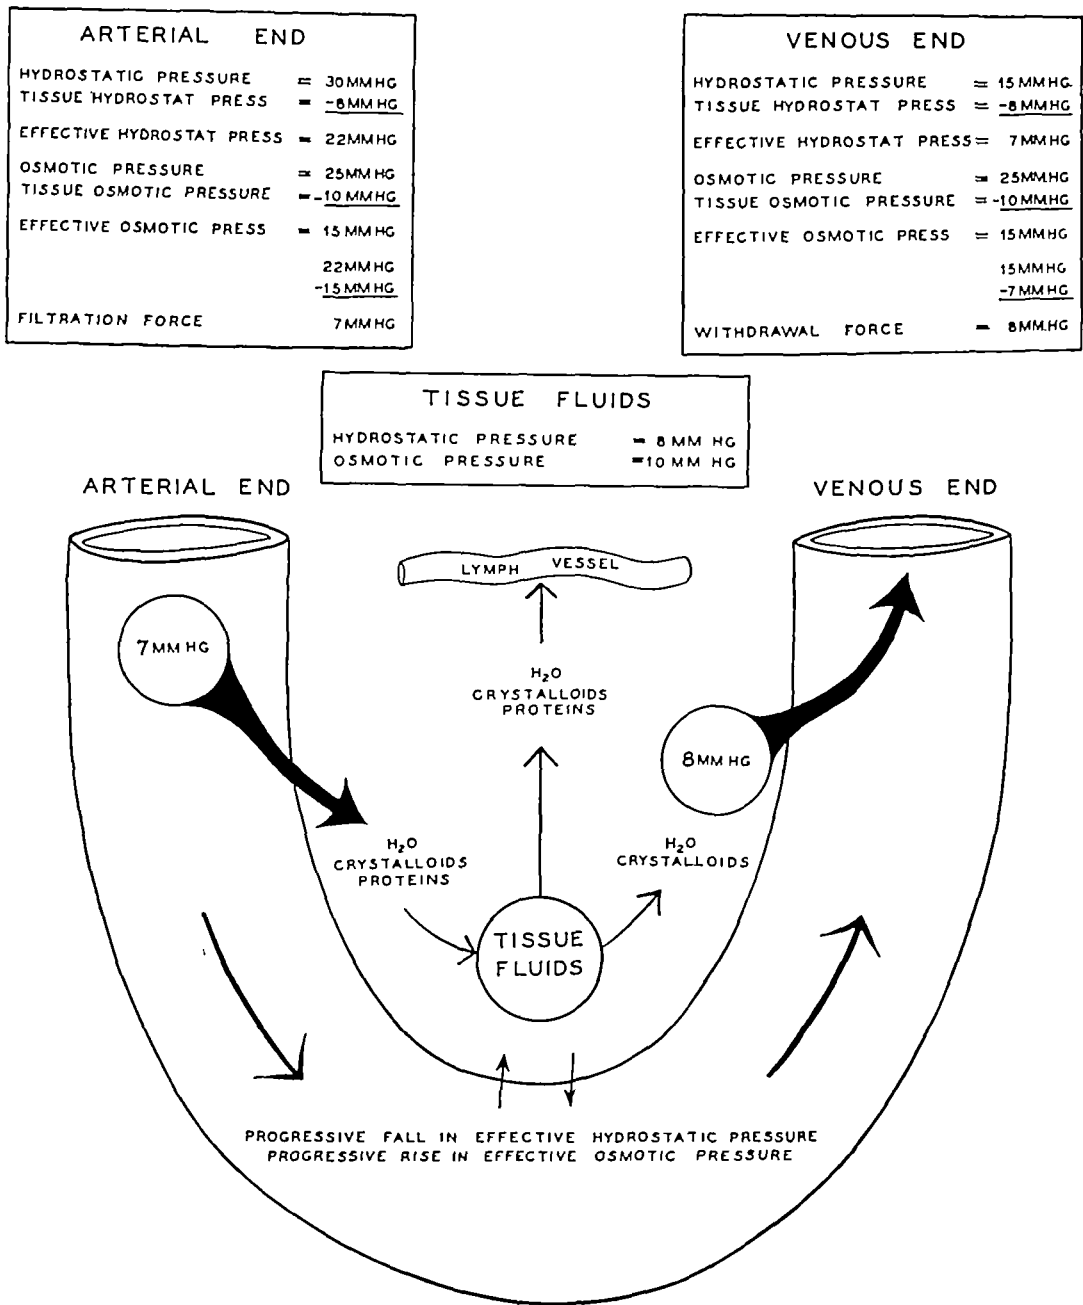 ARTERIAL END
HYDROSTATIC PRESSURE = 30MMHG
TISSUE HYDROSTAT PRESS = -8MMHG
EFFECTIVE HYDROSTAT PRESS = 22MMHG
OSMOTIC PRESSURE = 25MMHG
TISSUE OSMOTIC PRESSURE = -10MMHG
EFFECTIVE OSMOTIC PRESS = 15MMHG
22MMHG
-15MMHG
FILTRATION FORCE 7MMHG
VENOUS END
HYDROSTATIC PRESSURE = 15MMHG
TISSUE HYDROSTAT PRESS = -8MMHG
EFFECTIVE HYDROSTAT PRESS = 7MMHG
OSMOTIC PRESSURE = 25MMHG
TISSUE OSMOTIC PRESSURE = -10MMHG
EFFECTIVE OSMOTIC PRESS = 15MMHG
15MMHG
-7MMHG
WITHDRAWAL FORCE = 8MM.HG
TISSUE FLUIDS
HYDROSTATIC PRESSURE = 8 MM HG
OSMOTIC PRESSURE = 10 MM HG
ARTERIAL END
VENOUS END
LYMPH VESSEL
7MMHG
H₂O
CRYSTALLOIDS
PROTEINS
8MMHG
H₂O
CRYSTALLOIDS
PROTEINS
H₂O
CRYSTALLOIDS
TISSUE
FLUIDS
PROGRESSIVE FALL IN EFFECTIVE HYDROSTATIC PRESSURE
PROGRESSIVE RISE IN EFFECTIVE OSMOTIC PRESSURE